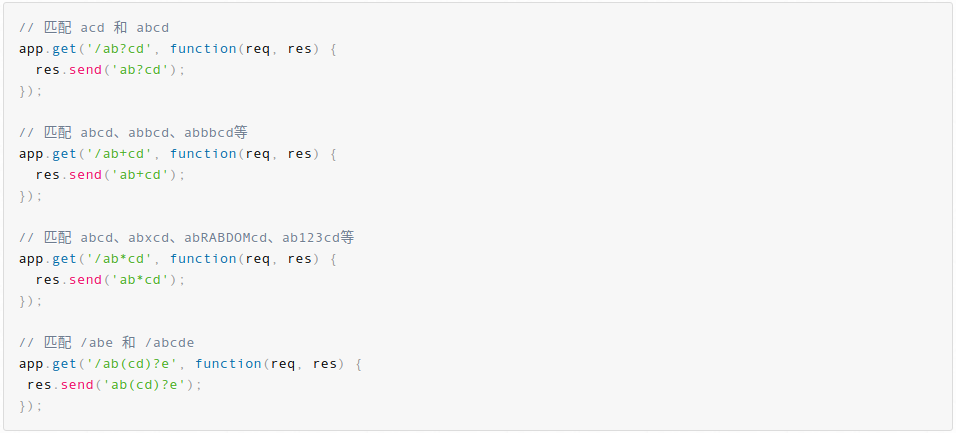 // 匹配 acd 和 abcd
app.get('/ab?cd', function(req, res) {
  res.send('ab?cd');
});

// 匹配 abcd、abbcd、abbbcd等
app.get('/ab+cd', function(req, res) {
  res.send('ab+cd');
});

// 匹配 abcd、abxcd、abRABDOMcd、ab123cd等
app.get('/ab*cd', function(req, res) {
  res.send('ab*cd');
});

// 匹配 /abe 和 /abcde
app.get('/ab(cd)?e', function(req, res) {
 res.send('ab(cd)?e');
});